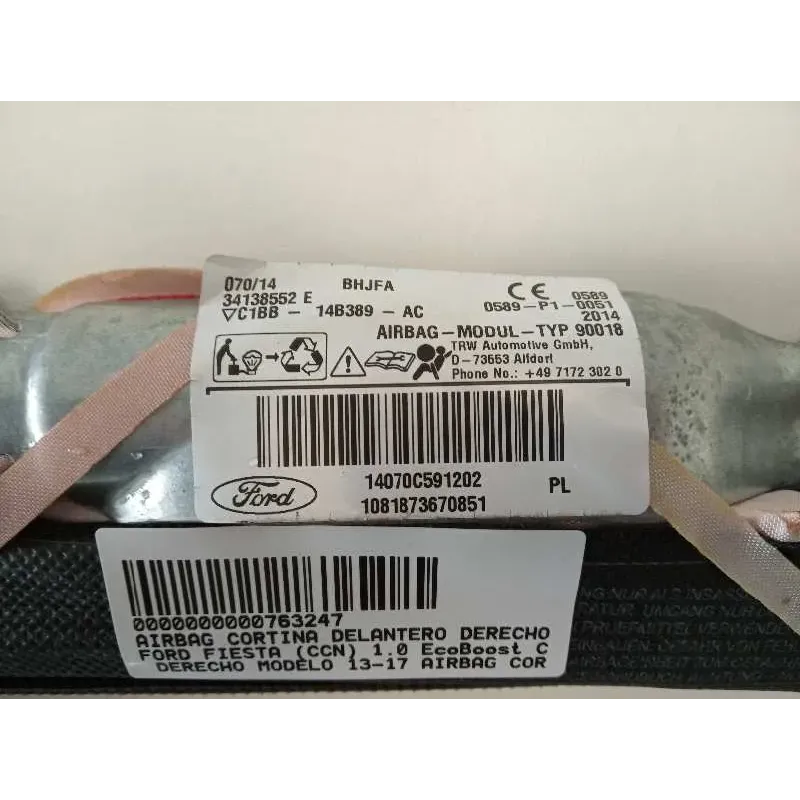 070/14 BHJFA
34138552 E
▽C1BB - 14B389 - AC
CE 0589
0589-P1-0051
2014
AIRBAG-MODUL-TYP 90018
TRW Automotive GmbH,
D-73553 Alfdorf
Phone No.: +49 7172 302 0
14070C591202 PL
1081873670851
Ford
0000000000763247
AIRBAG CORTINA DELANTERO DERECHO
FORD FIESTA (CCN) 1.0 EcoBoost C
DERECHO MODELO 13-17 AIRBAG COR